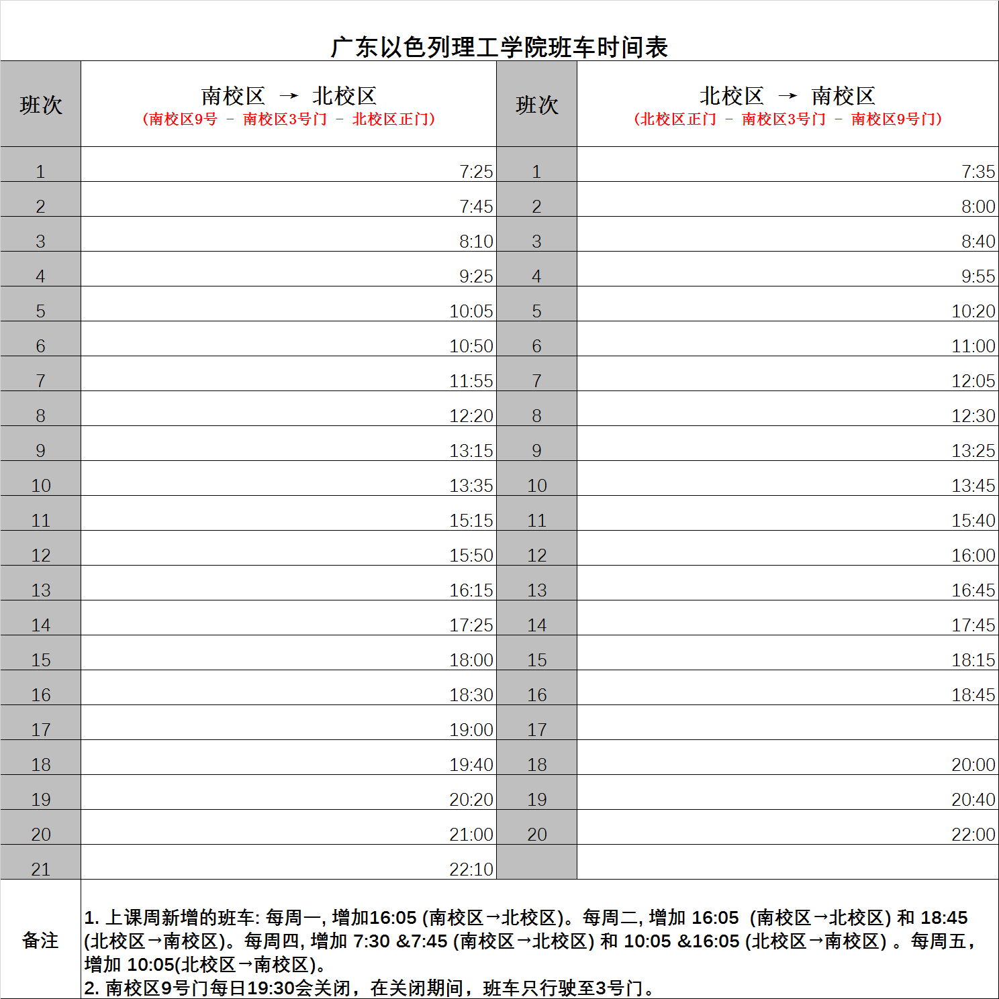 广东以色列理工学院班车时间表
班次 南校区 → 北校区 班次 北校区 → 南校区
(南校区9号 - 南校区3号门 - 北校区正门) (北校区正门 - 南校区3号门 - 南校区9号门)
1 7:25 1 7:35
2 7:45 2 8:00
3 8:10 3 8:40
4 9:25 4 9:55
5 10:05 5 10:20
6 10:50 6 11:00
7 11:55 7 12:05
8 12:20 8 12:30
9 13:15 9 13:25
10 13:35 10 13:45
11 15:15 11 15:40
12 15:50 12 16:00
13 16:15 13 16:45
14 17:25 14 17:45
15 18:00 15 18:15
16 18:30 16 18:45
17 19:00 17
18 19:40 18 20:00
19 20:20 19 20:40
20 21:00 20 22:00
21 22:10
备注
1. 上课周新增的班车: 每周一, 增加16:05 (南校区→北校区)。每周二, 增加 16:05 (南校区→北校区) 和 18:45
(北校区→南校区)。每周四, 增加 7:30 &7:45 (南校区→北校区) 和 10:05 &16:05 (北校区→南校区) 。每周五，
增加 10:05(北校区→南校区)。
2. 南校区9号门每日19:30会关闭，在关闭期间，班车只行驶至3号门。